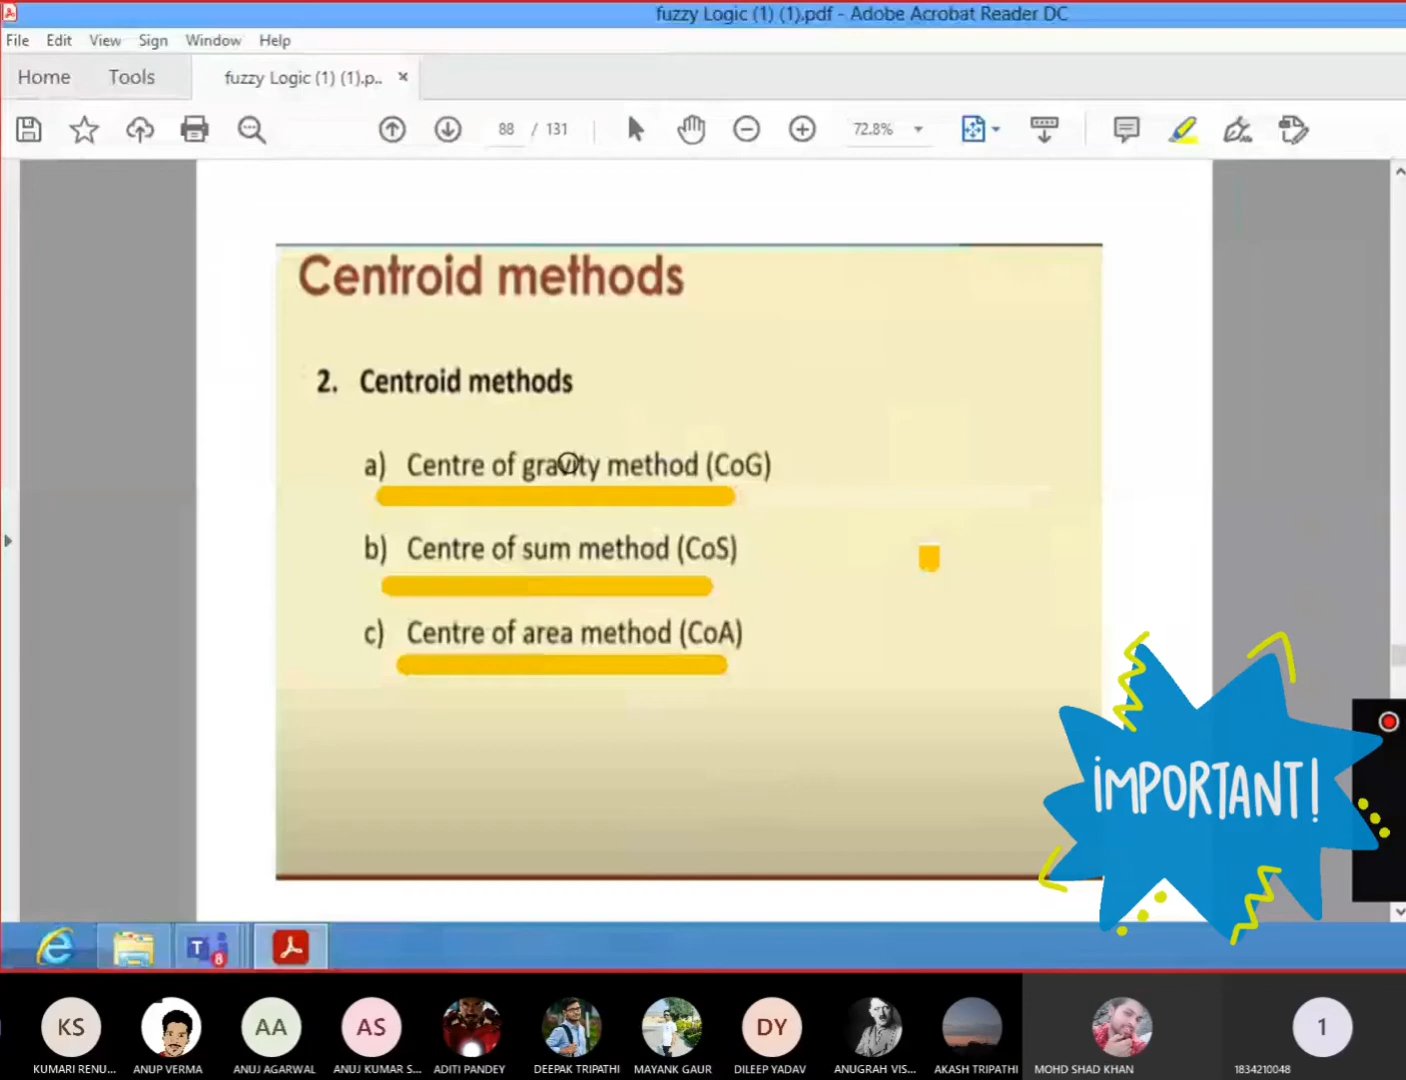 fuzzy Logic (1) (1).pdf - Adobe Acrobat Reader DC
File Edit View Sign Window Help
Home Tools fuzzy Logic (1) (1).p.. ×
88 / 131 72.8%
Centroid methods
2. Centroid methods
a) Centre of gravity method (CoG)
b) Centre of sum method (CoS)
c) Centre of area method (CoA)
IMPORTANT!
T 8
KS AA AS DY 1
KUMARI RENU... ANUP VERMA ANUJ AGARWAL ANUJ KUMAR S... ADITI PANDEY DEEPAK TRIPATHI MAYANK GAUR DILEEP YADAV ANUGRAH VIS... AKASH TRIPATHI MOHD SHAD KHAN 1834210048